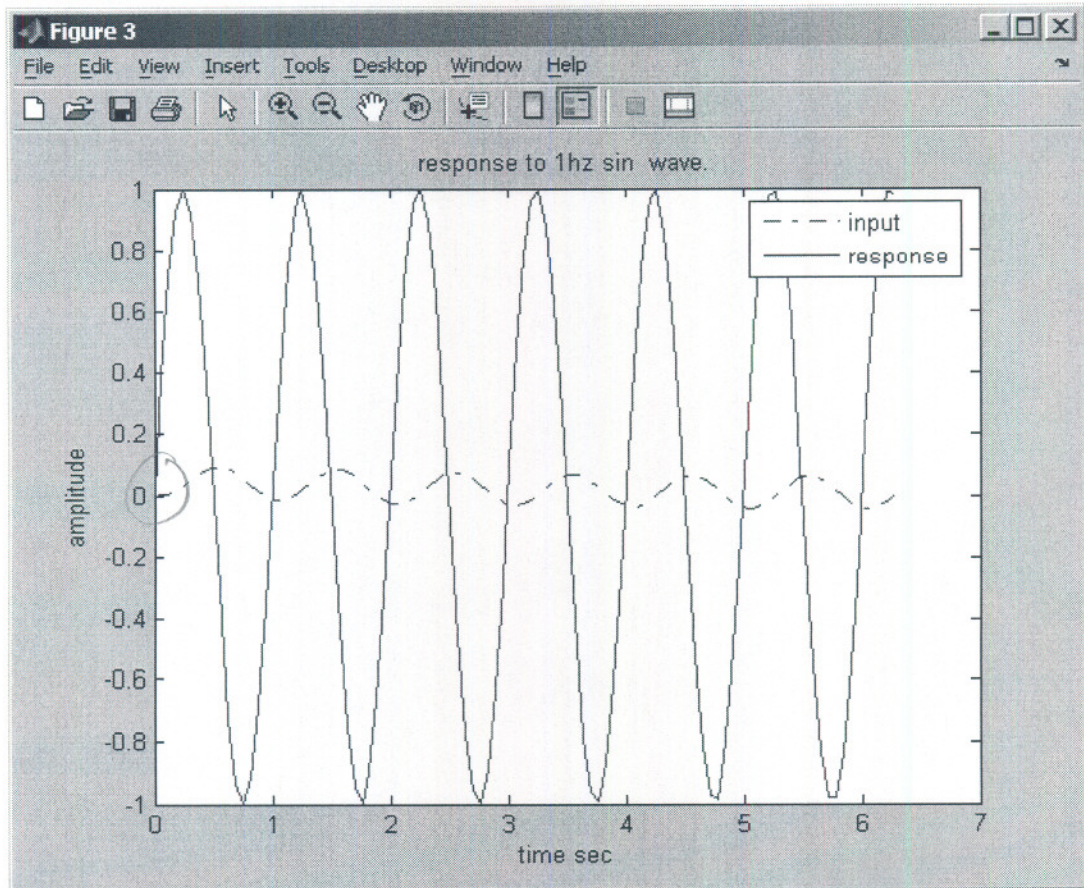 Figure 3
File Edit View Insert Tools Desktop Window Help
response to 1hz sin wave.
1
0.8
0.6
0.4
0.2
0
-0.2
-0.4
-0.6
-0.8
-1
amplitude
input
response
0 1 2 3 4 5 6 7
time sec